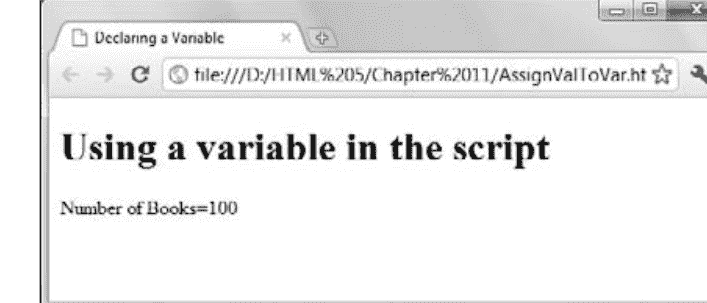 Declaring a Variable
file:///D:/HTML%205/Chapter%2011/AssignValToVar.ht
Using a variable in the script
Number of Books=100